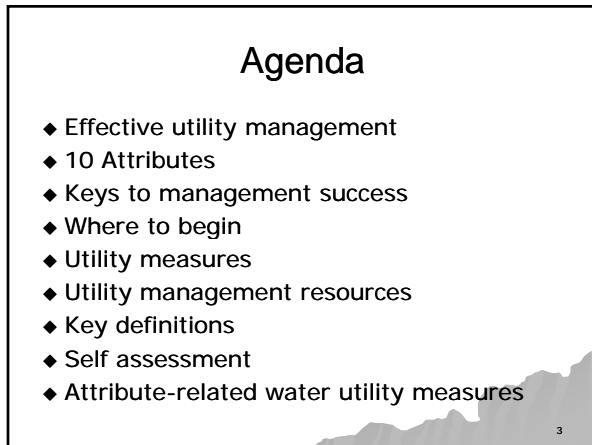 Agenda
◆ Effective utility management
◆ 10 Attributes
◆ Keys to management success
◆ Where to begin
◆ Utility measures
◆ Utility management resources
◆ Key definitions
◆ Self assessment
◆ Attribute-related water utility measures
3